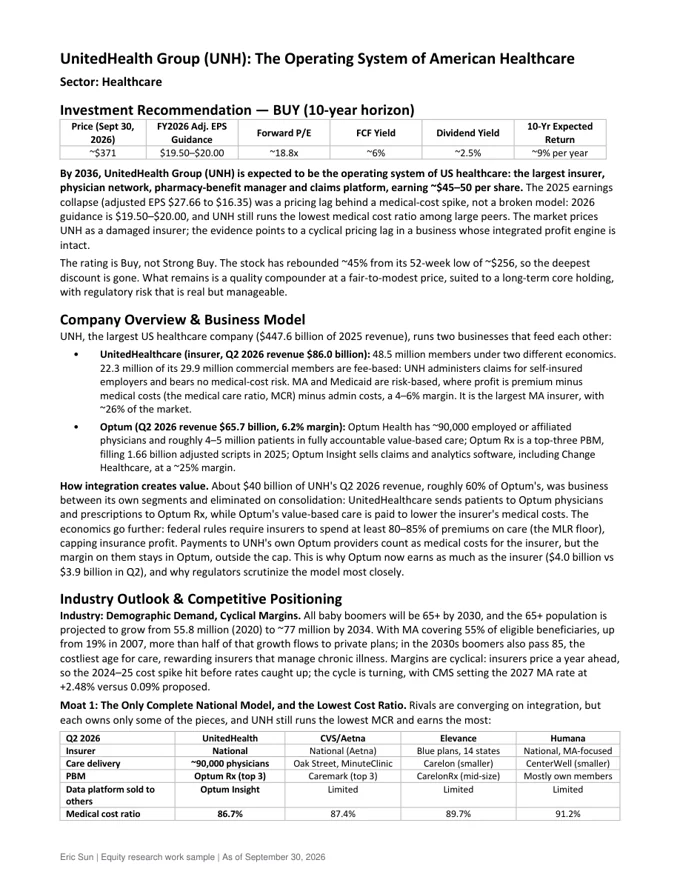 UnitedHealth Group (UNH): The Operating System of American Healthcare
Sector: Healthcare
Investment Recommendation — BUY (10-year horizon)
Price (Sept 30, 2026) FY2026 Adj. EPS Guidance Forward P/E FCF Yield Dividend Yield 10-Yr Expected Return
~$371 $19.50–$20.00 ~18.8x ~6% ~2.5% ~9% per year
By 2036, UnitedHealth Group (UNH) is expected to be the operating system of US healthcare: the largest insurer,
physician network, pharmacy-benefit manager and claims platform, earning ~$45–50 per share. The 2025 earnings
collapse (adjusted EPS $27.66 to $16.35) was a pricing lag behind a medical-cost spike, not a broken model: 2026
guidance is $19.50–$20.00, and UNH still runs the lowest medical cost ratio among large peers. The market prices
UNH as a damaged insurer; the evidence points to a cyclical pricing lag in a business whose integrated profit engine is
intact.
The rating is Buy, not Strong Buy. The stock has rebounded ~45% from its 52-week low of ~$256, so the deepest
discount is gone. What remains is a quality compounder at a fair-to-modest price, suited to a long-term core holding,
with regulatory risk that is real but manageable.
Company Overview & Business Model
UNH, the largest US healthcare company ($447.6 billion of 2025 revenue), runs two businesses that feed each other:
• UnitedHealthcare (insurer, Q2 2026 revenue $86.0 billion): 48.5 million members under two different economics.
22.3 million of its 29.9 million commercial members are fee-based: UNH administers claims for self-insured
employers and bears no medical-cost risk. MA and Medicaid are risk-based, where profit is premium minus
medical costs (the medical care ratio, MCR) minus admin costs, a 4–6% margin. It is the largest MA insurer, with
~26% of the market.
• Optum (Q2 2026 revenue $65.7 billion, 6.2% margin): Optum Health has ~90,000 employed or affiliated
physicians and roughly 4–5 million patients in fully accountable value-based care; Optum Rx is a top-three PBM,
filling 1.66 billion adjusted scripts in 2025; Optum Insight sells claims and analytics software, including Change
Healthcare, at a ~25% margin.
How integration creates value. About $40 billion of UNH's Q2 2026 revenue, roughly 60% of Optum's, was business
between its own segments and eliminated on consolidation: UnitedHealthcare sends patients to Optum physicians
and prescriptions to Optum Rx, while Optum's value-based care is paid to lower the insurer's medical costs. The
economics go further: federal rules require insurers to spend at least 80–85% of premiums on care (the MLR floor),
capping insurance profit. Payments to UNH's own Optum providers count as medical costs for the insurer, but the
margin on them stays in Optum, outside the cap. This is why Optum now earns as much as the insurer ($4.0 billion vs
$3.9 billion in Q2), and why regulators scrutinize the model most closely.
Industry Outlook & Competitive Positioning
Industry: Demographic Demand, Cyclical Margins. All baby boomers will be 65+ by 2030, and the 65+ population is
projected to grow from 55.8 million (2020) to ~77 million by 2034. With MA covering 55% of eligible beneficiaries, up
from 19% in 2007, more than half of that growth flows to private plans; in the 2030s boomers also pass 85, the
costliest age for care, rewarding insurers that manage chronic illness. Margins are cyclical: insurers price a year ahead,
so the 2024–25 cost spike hit before rates caught up; the cycle is turning, with CMS setting the 2027 MA rate at
+2.48% versus 0.09% proposed.
Moat 1: The Only Complete National Model, and the Lowest Cost Ratio. Rivals are converging on integration, but
each owns only some of the pieces, and UNH still runs the lowest MCR and earns the most:
Q2 2026 UnitedHealth CVS/Aetna Elevance Humana
Insurer National National (Aetna) Blue plans, 14 states National, MA-focused
Care delivery ~90,000 physicians Oak Street, MinuteClinic Carelon (smaller) CenterWell (smaller)
PBM Optum Rx (top 3) Caremark (top 3) CarelonRx (mid-size) Mostly own members
Data platform sold to others Optum Insight Limited Limited Limited
Medical cost ratio 86.7% 87.4% 89.7% 91.2%
Eric Sun | Equity research work sample | As of September 30, 2026